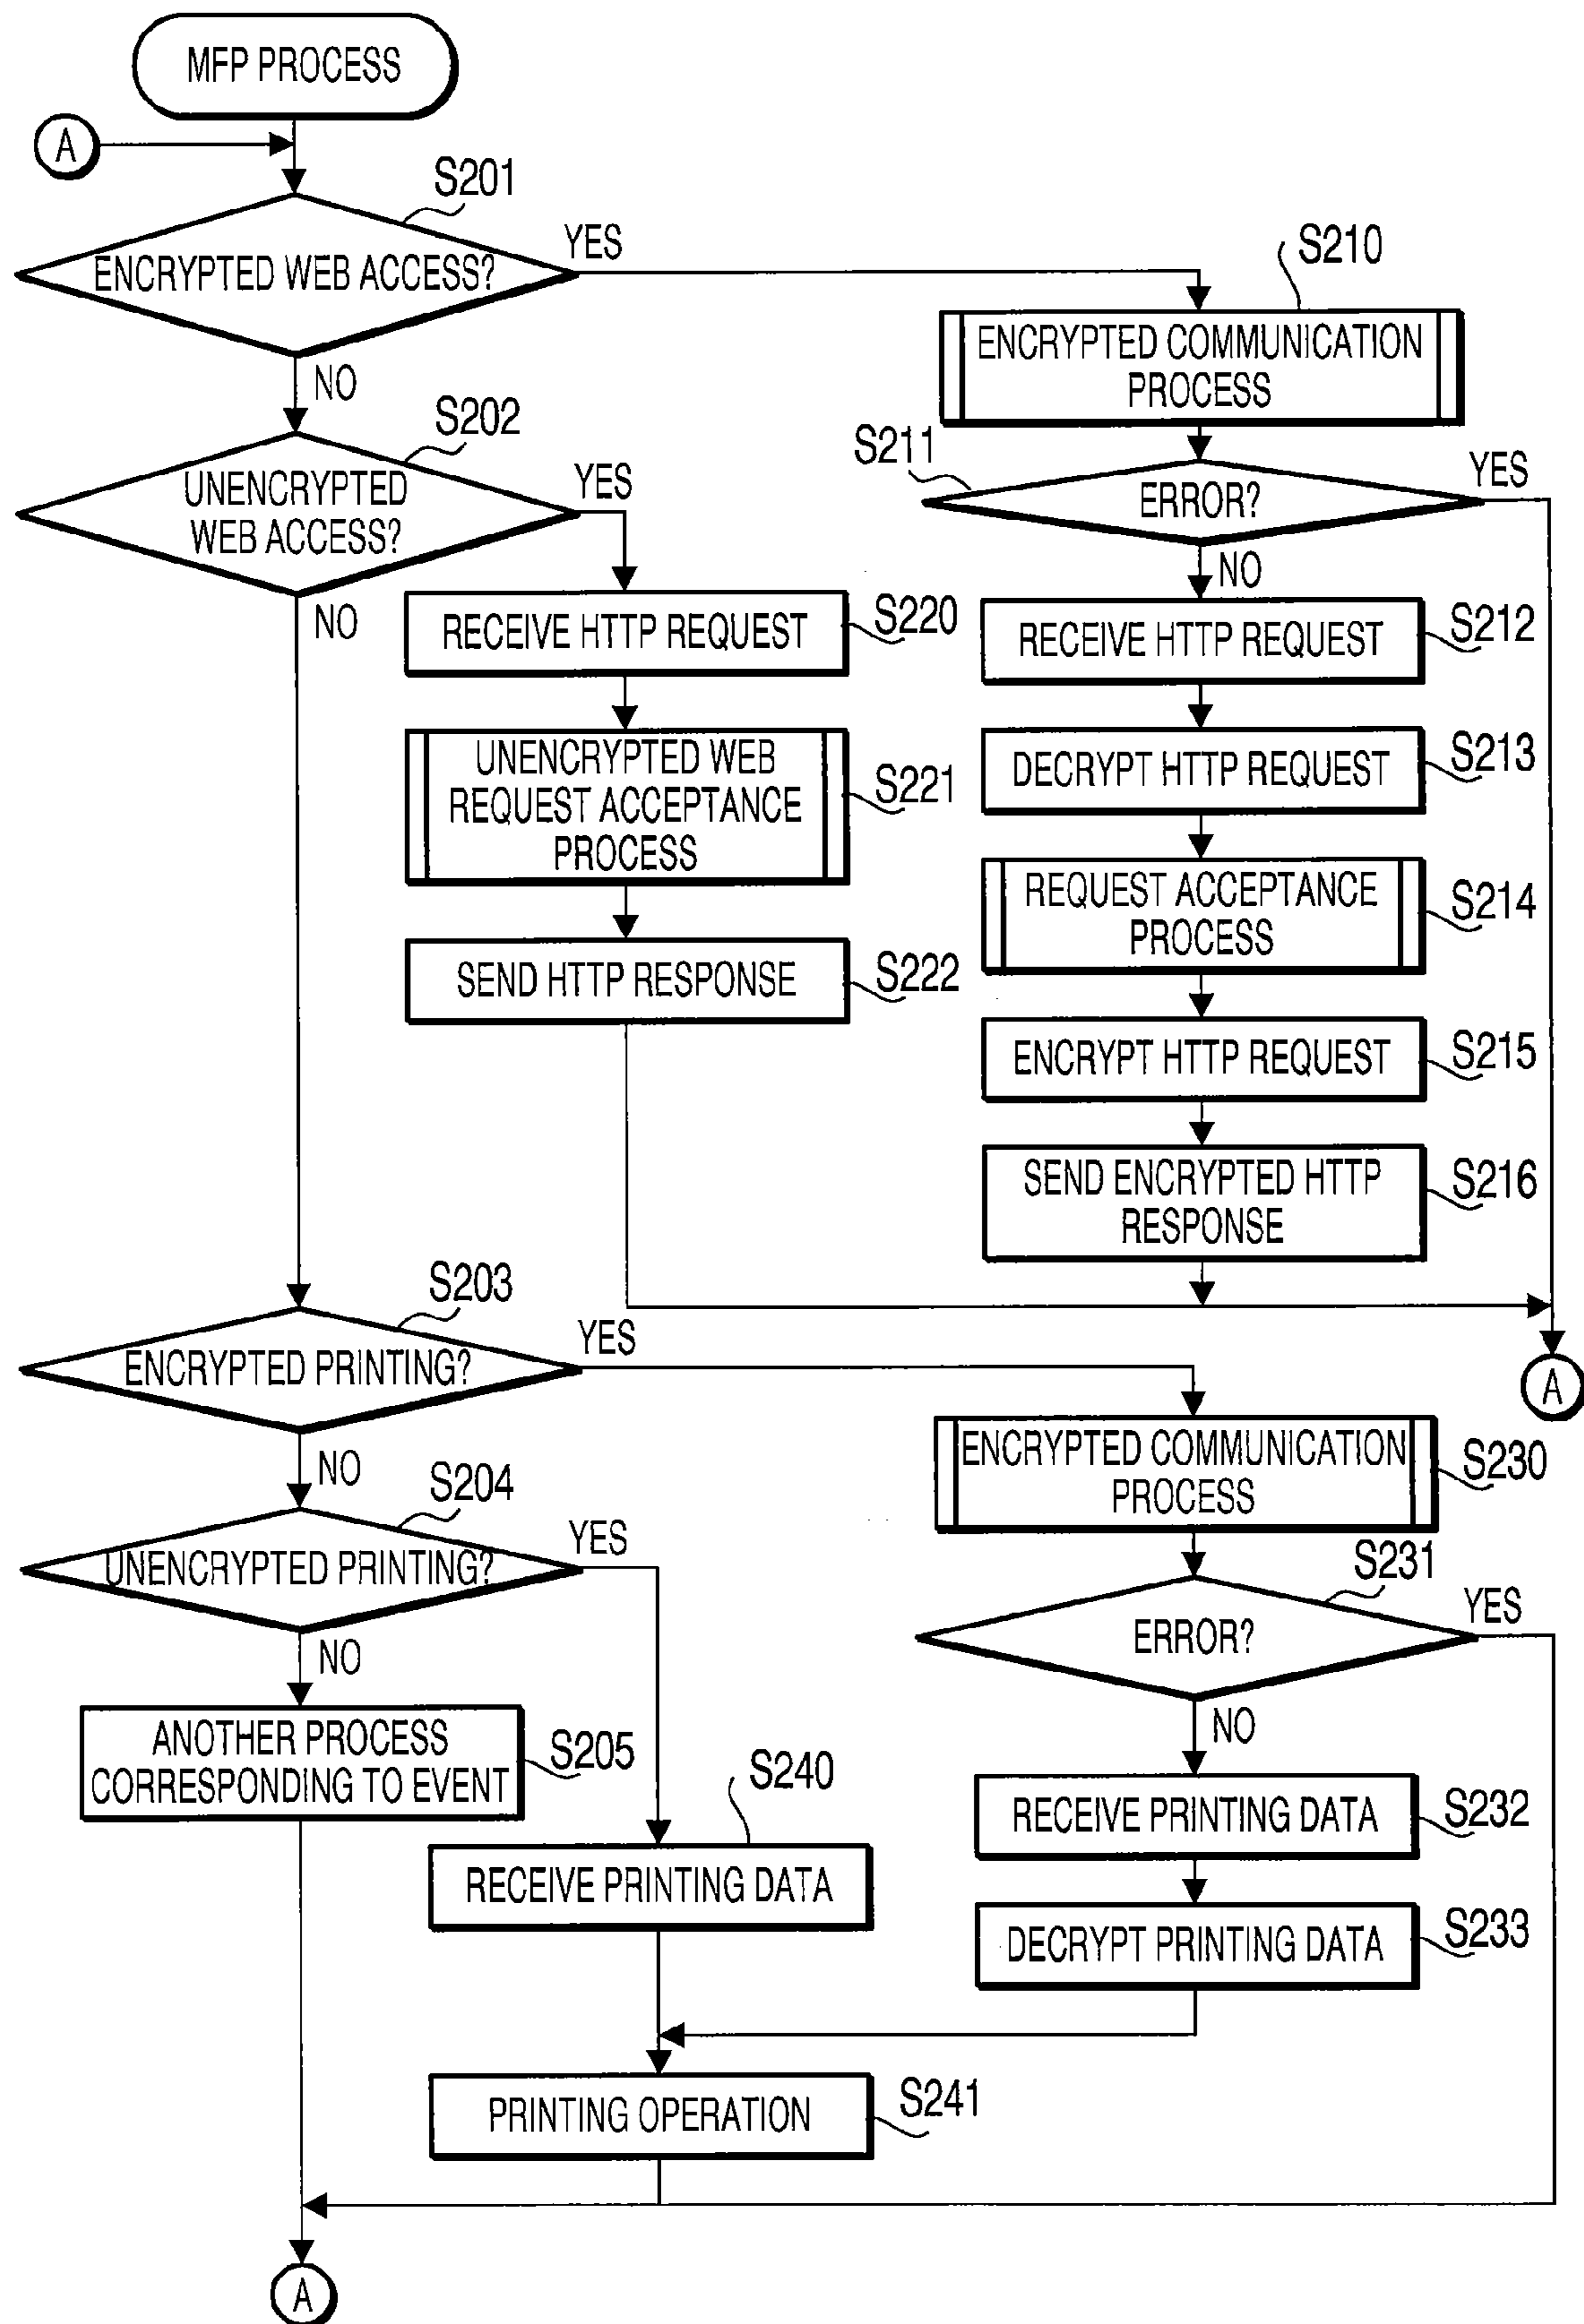 MFP PROCESS
A
S201
ENCRYPTED WEB ACCESS?
YES
NO
S210
ENCRYPTED COMMUNICATION
PROCESS
S202
UNENCRYPTED
WEB ACCESS?
YES
NO
S211
ERROR?
YES
NO
RECEIVE HTTP REQUEST
S220
RECEIVE HTTP REQUEST
S212
UNENCRYPTED WEB
REQUEST ACCEPTANCE
PROCESS
S221
DECRYPT HTTP REQUEST
S213
REQUEST ACCEPTANCE
PROCESS
S214
SEND HTTP RESPONSE
S222
ENCRYPT HTTP REQUEST
S215
SEND ENCRYPTED HTTP
RESPONSE
S216
A
S203
ENCRYPTED PRINTING?
YES
NO
ENCRYPTED COMMUNICATION
PROCESS
S230
S204
UNENCRYPTED PRINTING?
YES
NO
S231
ERROR?
YES
NO
ANOTHER PROCESS
CORRESPONDING TO EVENT
S205
S240
RECEIVE PRINTING DATA
RECEIVE PRINTING DATA
S232
DECRYPT PRINTING DATA
S233
PRINTING OPERATION
S241
A